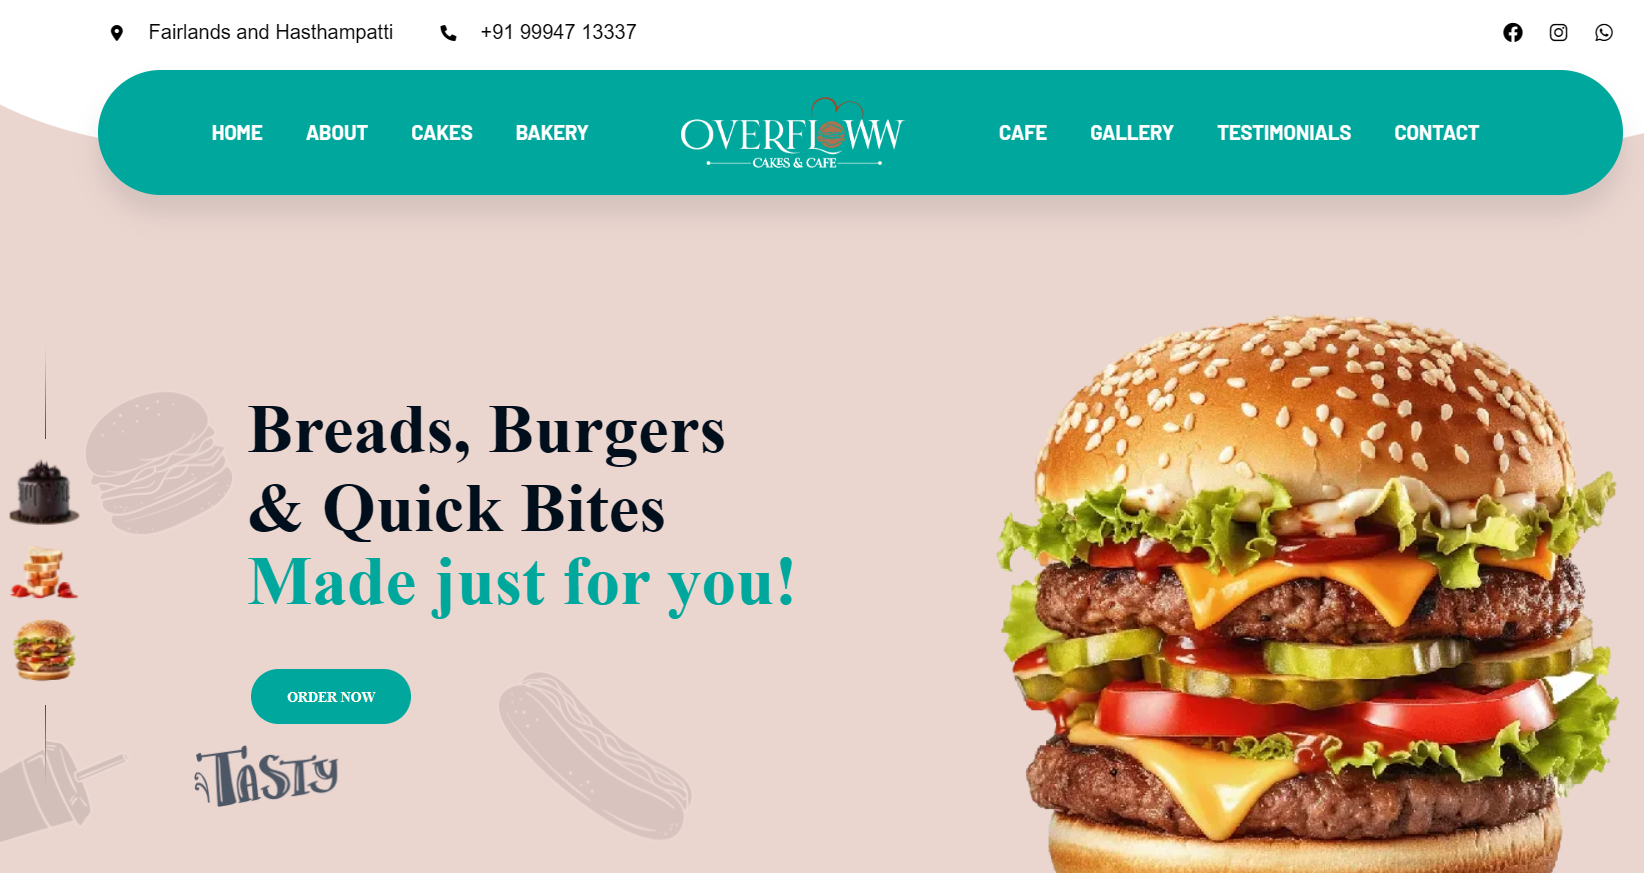 Fairlands and Hasthampatti
+91 99947 13337
HOME ABOUT CAKES BAKERY
OVERFLOWW
CAKES & CAFE
CAFE GALLERY TESTIMONIALS CONTACT
Breads, Burgers
& Quick Bites
Made just for you!
ORDER NOW
TASTY